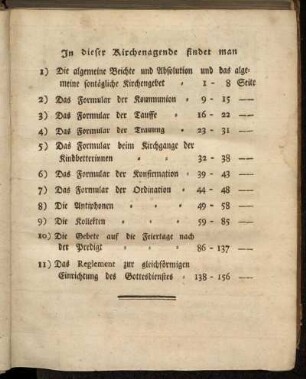 In dieser Kirchenagende findet man
1) Die algemeine Beichte und Absolution und das alge-
meine sontägliche Kirchengebet = 1 - 8 Seite
2) Das Formular der Kommunion = 9 - 15 —
3) Das Formular der Tauffe = 16 - 22 —
4) Das Formular der Trauung = 23 - 31 —
5) Das Formular beim Kirchgange der
Kindbetterinnen = = 32 - 38 —
6) Das Formular der Konfirmation = 39 - 43 —
7) Das Formular der Ordination = 44 - 48 —
8) Die Antiphonen = = = 49 - 58 —
9) Die Kollekten = = = 59 - 85 —
10) Die Gebete auf die Feiertage nach
der Predigt = = = 86 - 137 —
11) Das Reglement zur gleichförmigen
Einrichtung des Gottesdienstes = 138 - 156 —